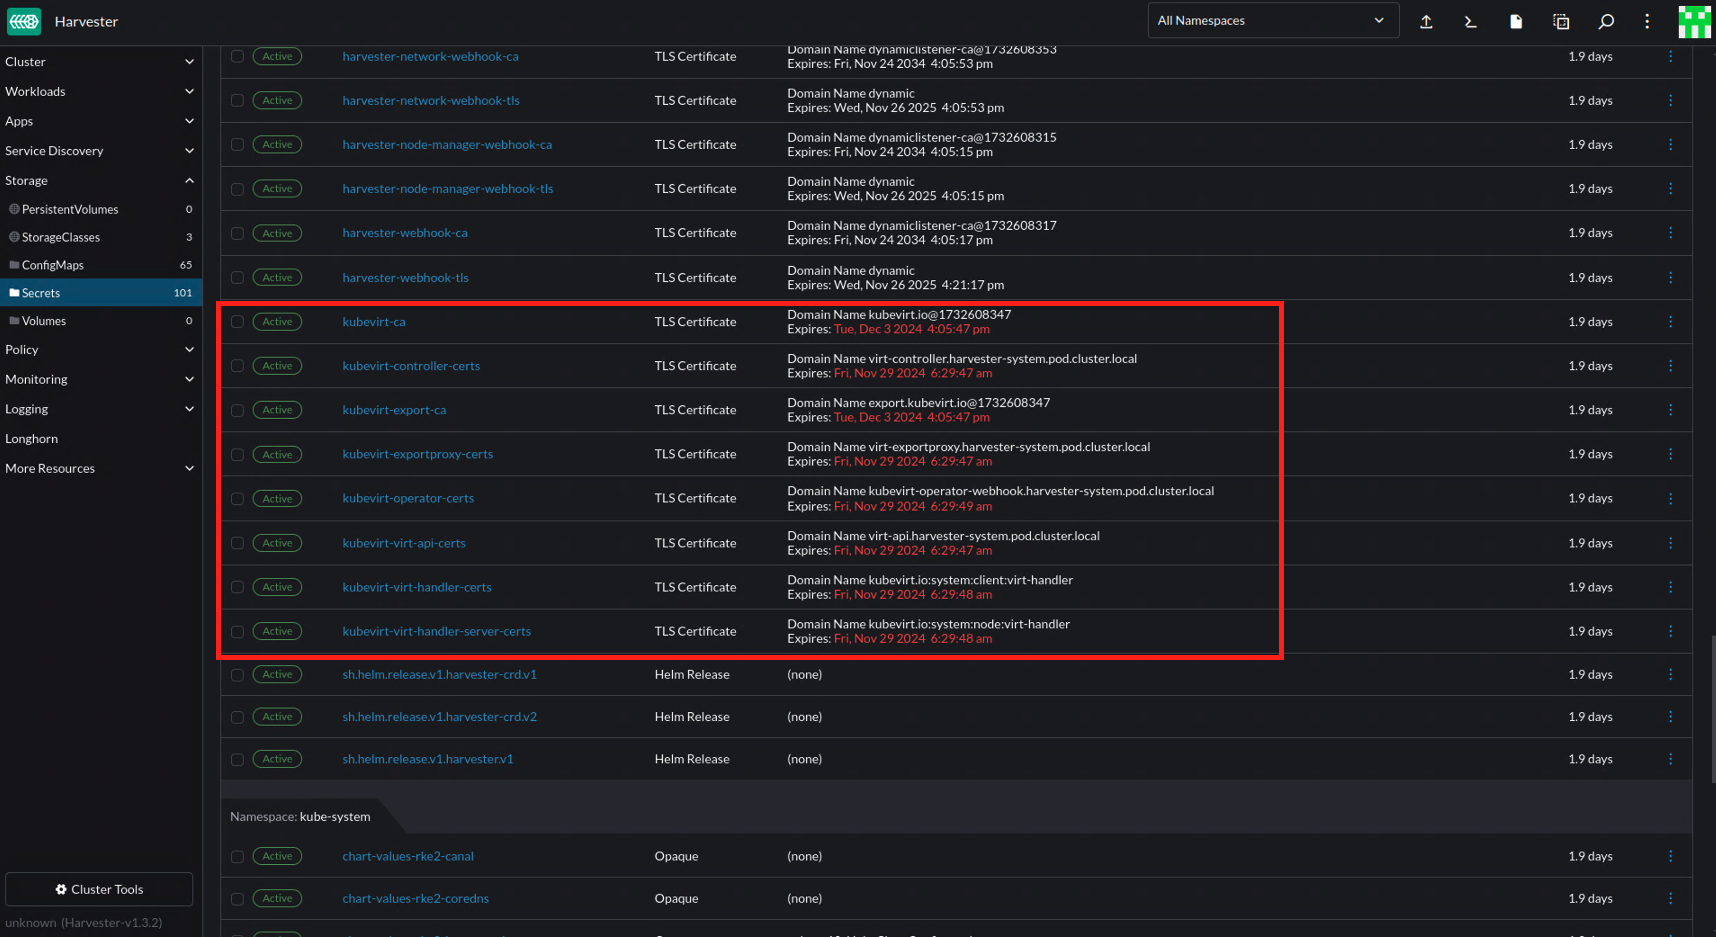 Harvester
All Namespaces
Cluster
Workloads
Apps
Service Discovery
Storage
PersistentVolumes 0
StorageClasses 3
ConfigMaps 65
Secrets 101
Volumes 0
Policy
Monitoring
Logging
Longhorn
More Resources
Cluster Tools
unknown (Harvester-v1.3.2)
Active harvester-network-webhook-ca TLS Certificate Domain Name dynamiclistener-ca@1732608353 1.9 days
Expires: Fri, Nov 24 2034 4:05:53 pm
Active harvester-network-webhook-tls TLS Certificate Domain Name dynamic 1.9 days
Expires: Wed, Nov 26 2025 4:05:53 pm
Active harvester-node-manager-webhook-ca TLS Certificate Domain Name dynamiclistener-ca@1732608315 1.9 days
Expires: Fri, Nov 24 2034 4:05:15 pm
Active harvester-node-manager-webhook-tls TLS Certificate Domain Name dynamic 1.9 days
Expires: Wed, Nov 26 2025 4:05:15 pm
Active harvester-webhook-ca TLS Certificate Domain Name dynamiclistener-ca@1732608317 1.9 days
Expires: Fri, Nov 24 2034 4:05:17 pm
Active harvester-webhook-tls TLS Certificate Domain Name dynamic 1.9 days
Expires: Wed, Nov 26 2025 4:21:17 pm
Active kubevirt-ca TLS Certificate Domain Name kubevirt.io@1732608347 1.9 days
Expires: Tue, Dec 3 2024 4:05:47 pm
Active kubevirt-controller-certs TLS Certificate Domain Name virt-controller.harvester-system.pod.cluster.local 1.9 days
Expires: Fri, Nov 29 2024 6:29:47 am
Active kubevirt-export-ca TLS Certificate Domain Name export.kubevirt.io@1732608347 1.9 days
Expires: Tue, Dec 3 2024 4:05:47 pm
Active kubevirt-exportproxy-certs TLS Certificate Domain Name virt-exportproxy.harvester-system.pod.cluster.local 1.9 days
Expires: Fri, Nov 29 2024 6:29:47 am
Active kubevirt-operator-certs TLS Certificate Domain Name kubevirt-operator-webhook.harvester-system.pod.cluster.local 1.9 days
Expires: Fri, Nov 29 2024 6:29:49 am
Active kubevirt-virt-api-certs TLS Certificate Domain Name virt-api.harvester-system.pod.cluster.local 1.9 days
Expires: Fri, Nov 29 2024 6:29:47 am
Active kubevirt-virt-handler-certs TLS Certificate Domain Name kubevirt.io:system:client:virt-handler 1.9 days
Expires: Fri, Nov 29 2024 6:29:48 am
Active kubevirt-virt-handler-server-certs TLS Certificate Domain Name kubevirt.io:system:node:virt-handler 1.9 days
Expires: Fri, Nov 29 2024 6:29:48 am
Active sh.helm.release.v1.harvester-crd.v1 Helm Release (none) 1.9 days
Active sh.helm.release.v1.harvester-crd.v2 Helm Release (none) 1.9 days
Active sh.helm.release.v1.harvester.v1 Helm Release (none) 1.9 days
Namespace: kube-system
Active chart-values-rke2-canal Opaque (none) 1.9 days
Active chart-values-rke2-coredns Opaque (none) 1.9 days